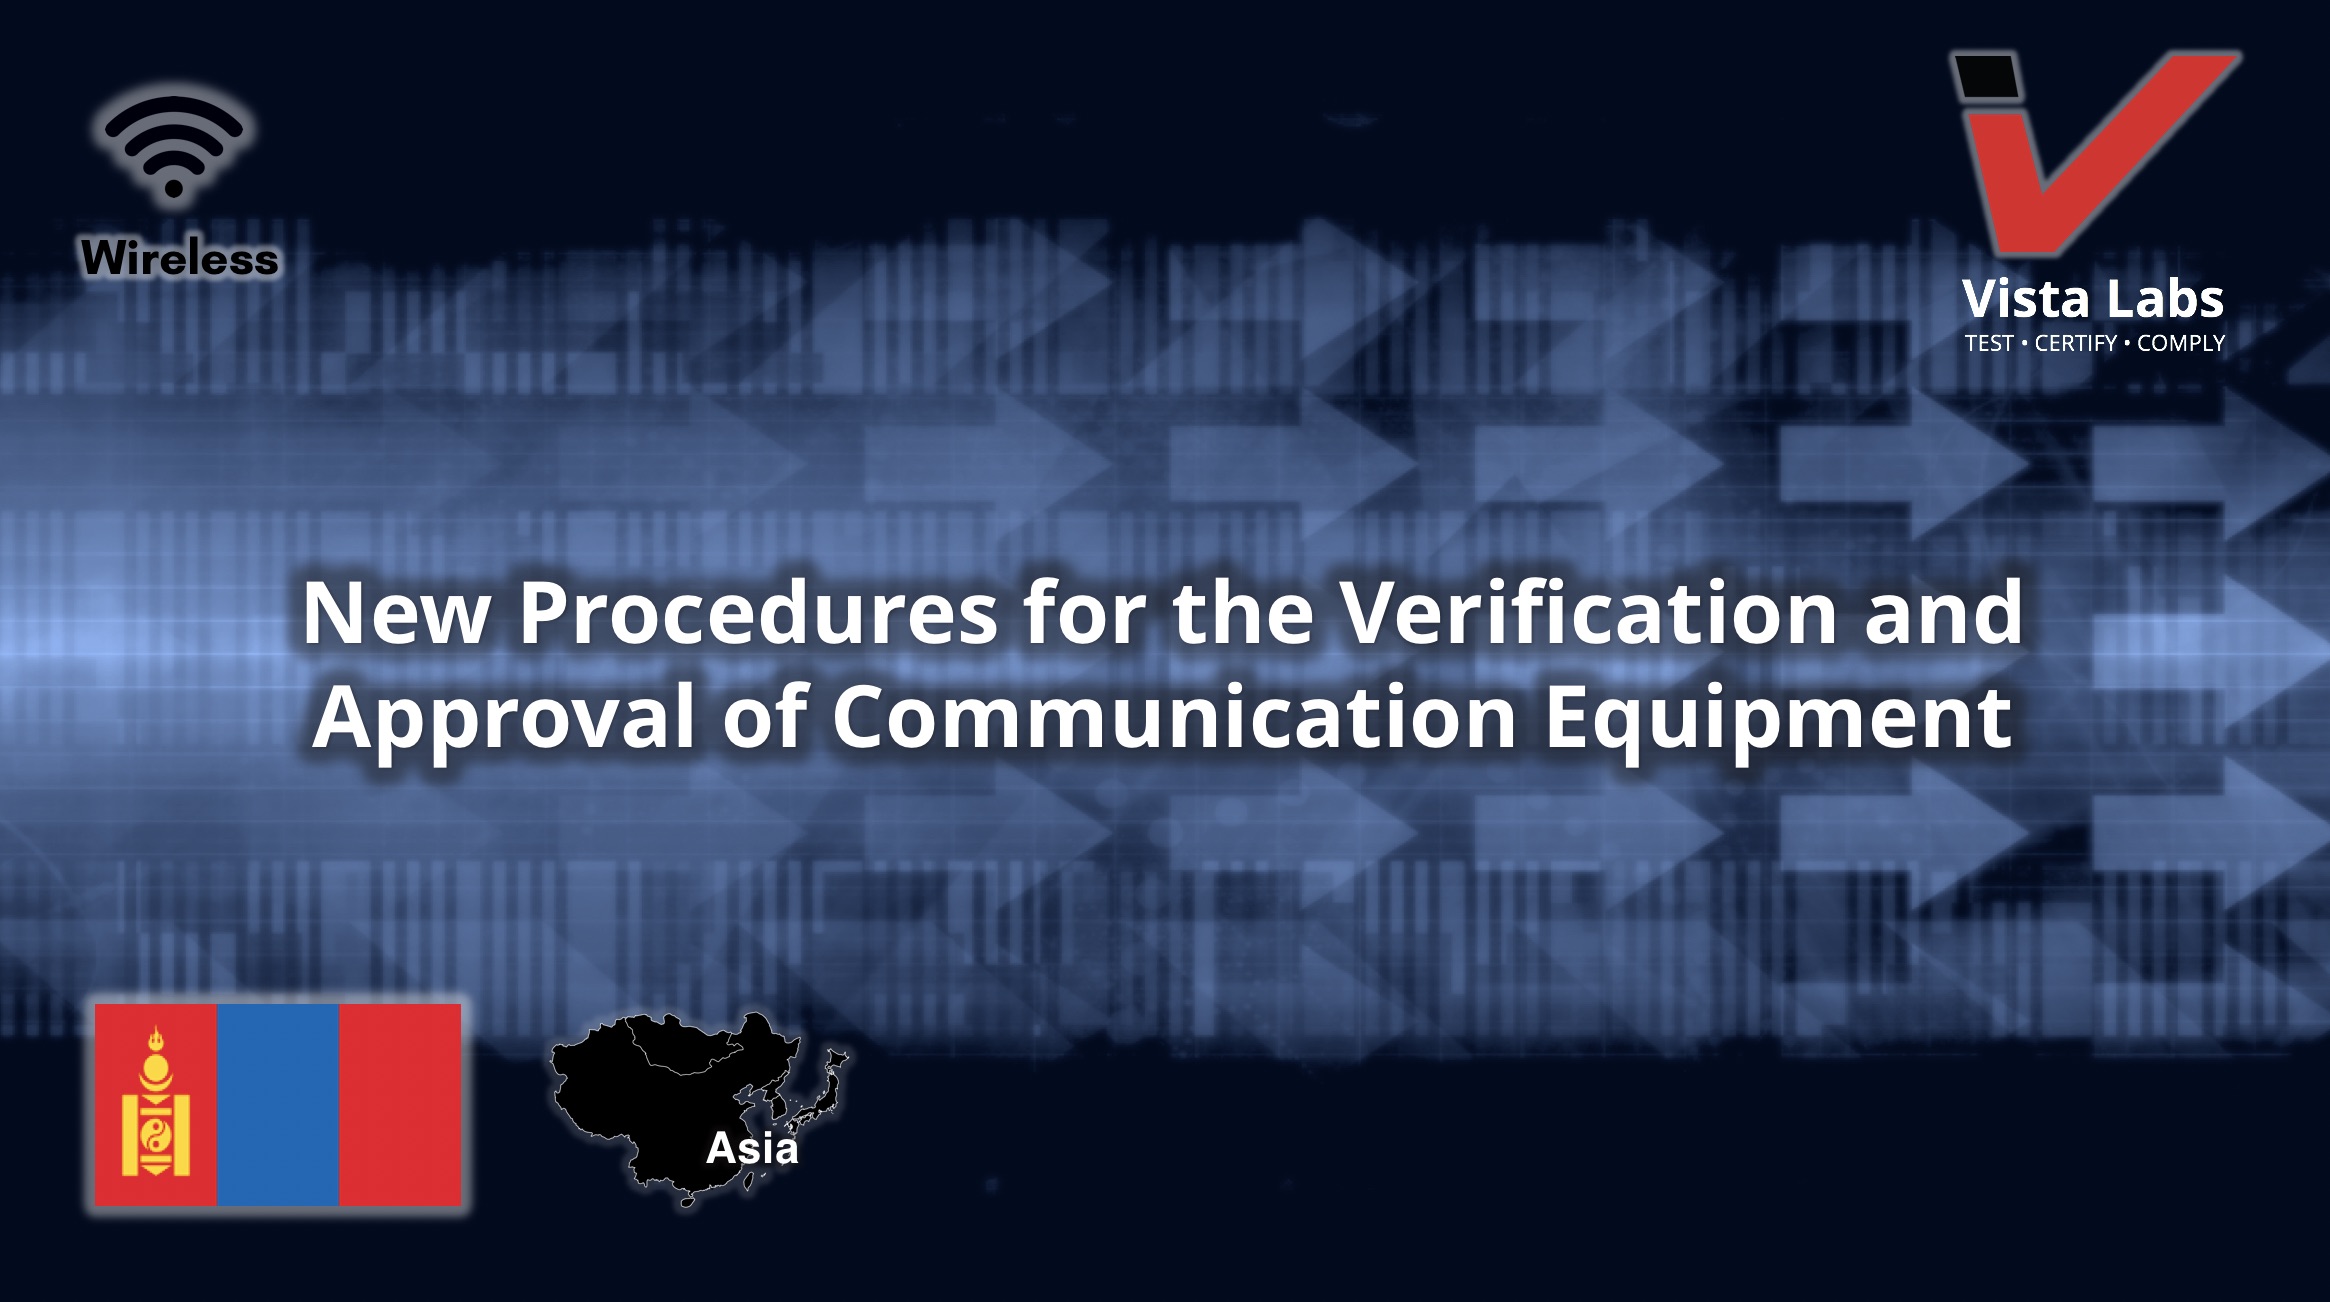 Wireless
Vista Labs
TEST • CERTIFY • COMPLY
New Procedures for the Verification and
Approval of Communication Equipment
Asia